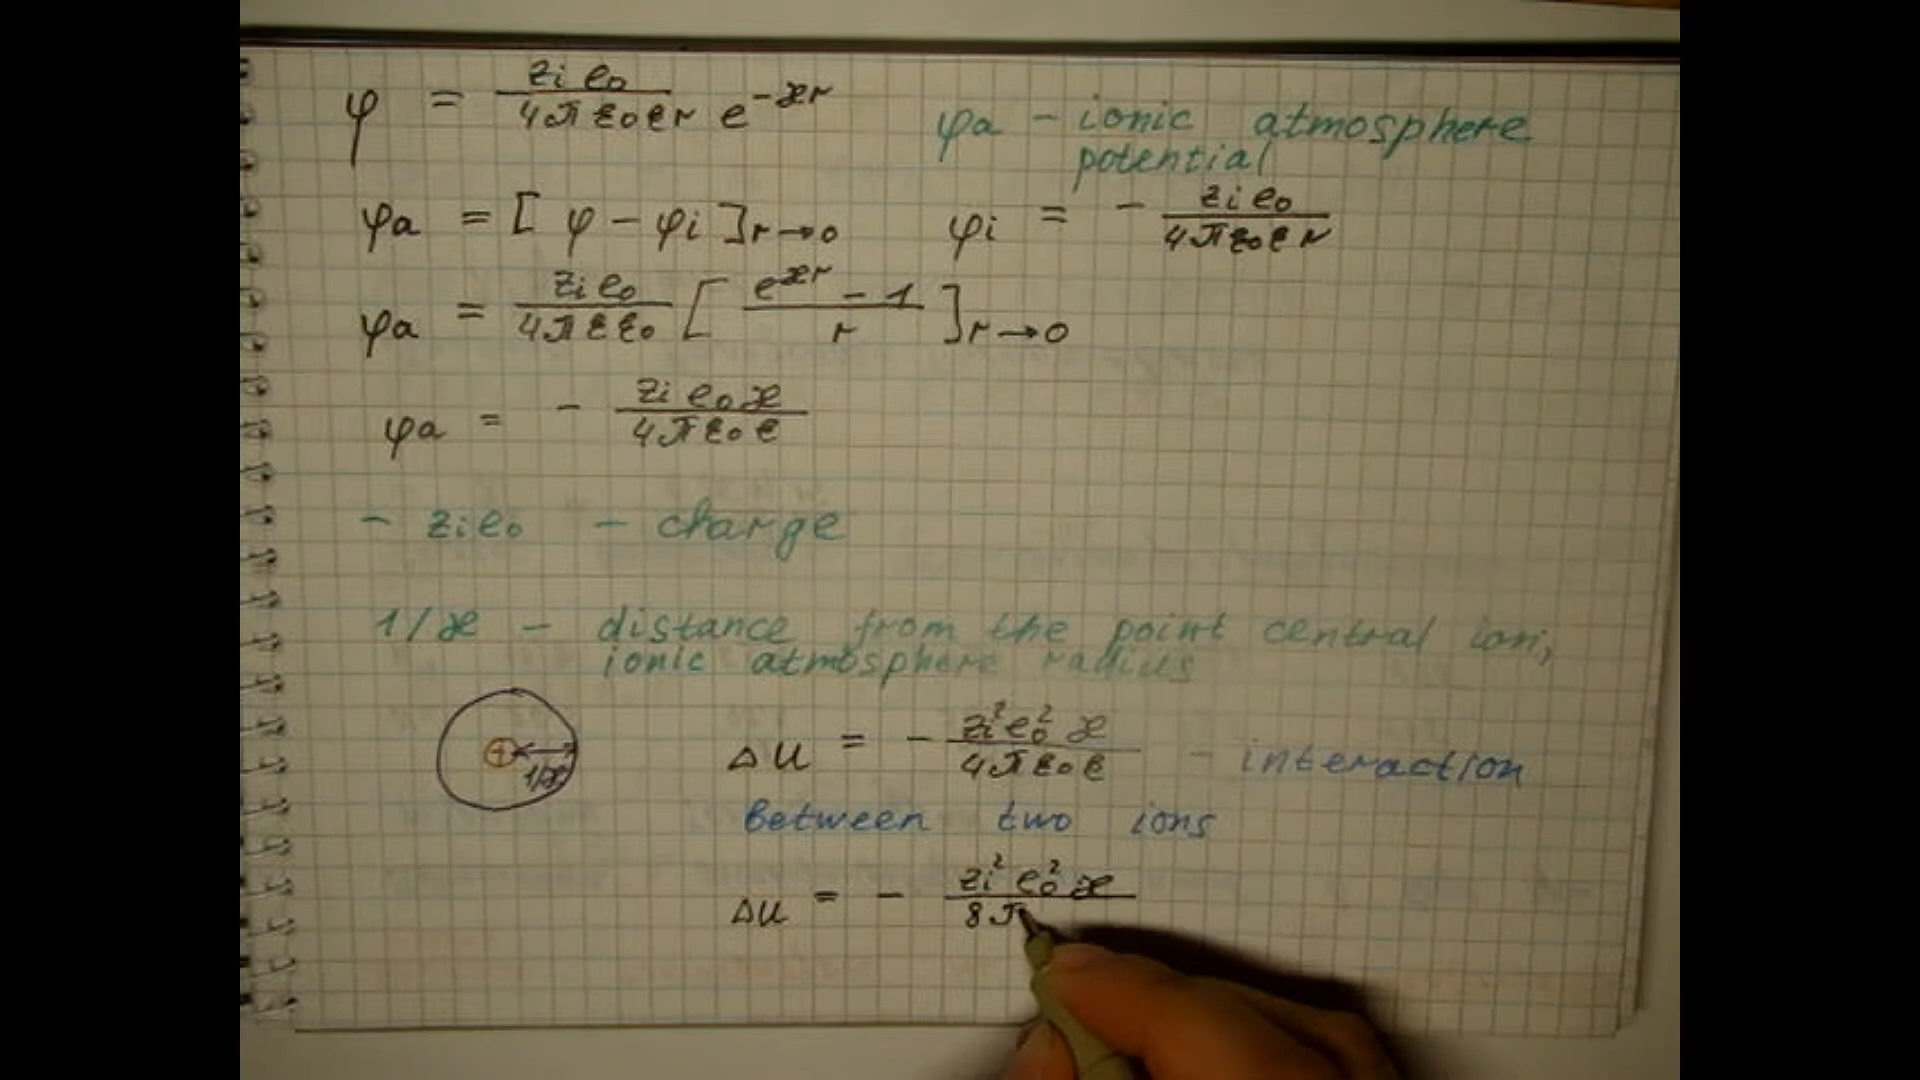 φ = zi e₀ / 4π ε₀ ε r e^(-ær)
φa – ionic atmosphere
potential
φa = [ φ – φi ] r→0
φi = – zi e₀ / 4π ε₀ ε r
φa = zi e₀ / 4π ε ε₀ [ (e^(ær) – 1) / r ] r→0
φa = – zi e₀ æ / 4π ε₀ ε
– zi e₀ – charge
1/æ – distance from the point central ion,
ionic atmosphere radius
1/æ
ΔU = – zi² e₀² æ / 4π ε₀ ε – interaction
Between two ions
ΔU = – zi² e₀² æ / 8π